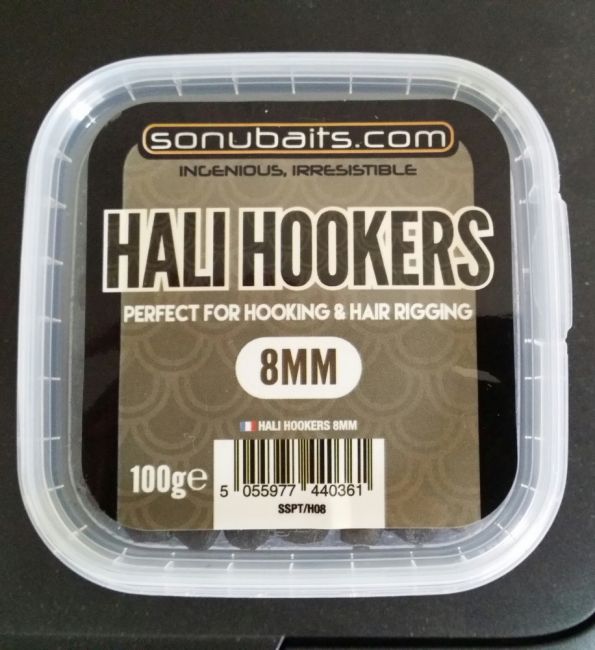 sonubaits.com
INGENIOUS, IRRESISTIBLE
HALI HOOKERS
PERFECT FOR HOOKING & HAIR RIGGING
8MM
HALI HOOKERS 8MM
100g℮
5 055977 440361
SSPT/H08